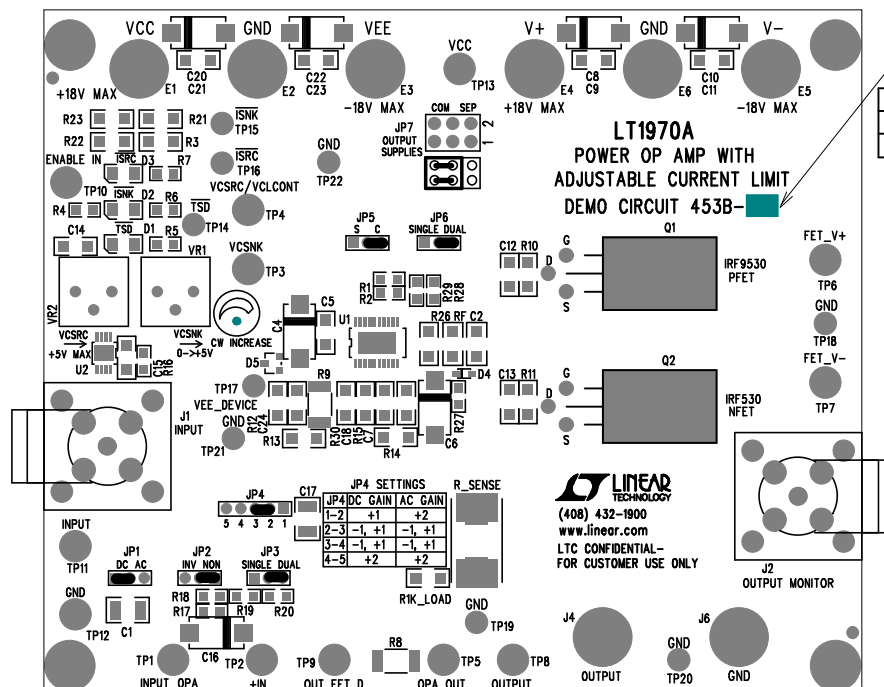 VCC GND VEE VCC V+ GND V-
C20 C21 E1 C22 C23 E2 E3 TP13 E4 C8 C9 E6 C10 C11 E5
+18V MAX -18V MAX +18V MAX -18V MAX
R23 R21 ISNK TP15
R22 R20
COM SEP
JP7 OUTPUT SUPPLIES 2 1
LT1970A
POWER OP AMP WITH
ADJUSTABLE CURRENT LIMIT
DEMO CIRCUIT 453B-
ENABLE IN ISRC D3 R7 ISRC TP16 GND TP22
TP10 ISNK D2 R6 VCSRC/VCLCONT TP4
R4 TSD D1 R5 TSD TP14
C14 VR1 VCSNK TP3
VR2
JP5 S C
JP6 SINGLE DUAL
C12 R10 G D S Q1 IRF9530 PFET FET_V+ TP6
R1 R2 R29 R28
GND TP18
CW INCREASE C4 C5 U1 R26 RF C2
VCSRC +5V MAX VCSNK 0->+5V
U2 C15 R16 D5 D4
C13 R11 G D S Q2 IRF530 NFET FET_V- TP7
TP17 VEE_DEVICE R9
GND TP21 R12 C24 R13 R30 C18 R15 C7 R14 C6 R27
J1 INPUT
LINEAR
TECHNOLOGY
(408) 432-1900
www.linear.com
LTC CONFIDENTIAL-
FOR CUSTOMER USE ONLY
JP4 5 4 3 2 1 C17
JP4 SETTINGS
JP4 DC GAIN AC GAIN
1-2 +1 +2
2-3 -1, +1 -1, +1
3-4 -1, +1 -1, +1
4-5 +2 +2
R_SENSE
R1K_LOAD
J2
OUTPUT MONITOR
INPUT TP11
JP1 DC AC
JP2 INV NON
JP3 SINGLE DUAL
GND TP12 C1 R18 R17 R19 R20
C16
GND TP19
J4 OUTPUT
J6 GND
GND TP20
TP1 TP2 TP9 R8 TP5 TP8
INPUT OPA +IN OUT FET D OPA OUT OUTPUT